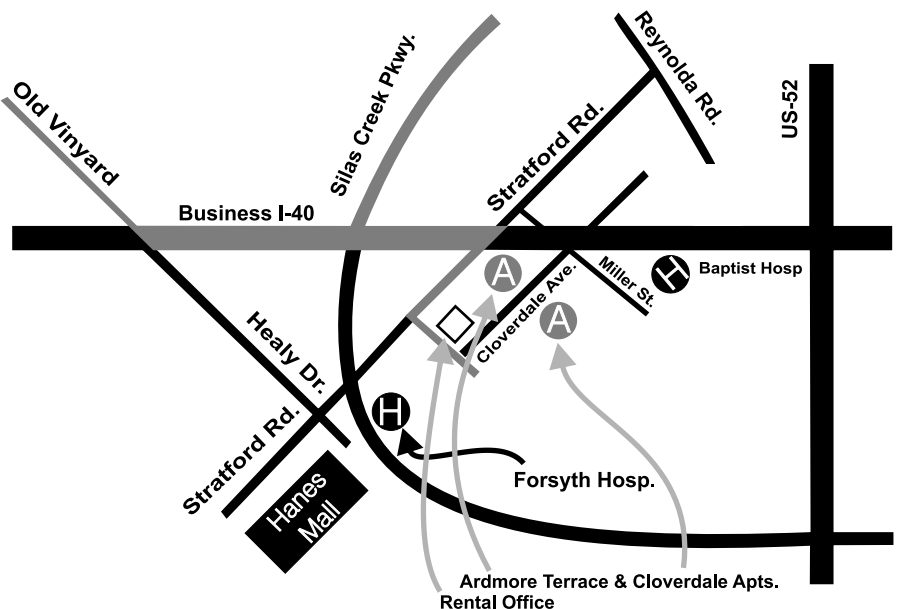 Reynolda Rd.
Silas Creek Pkwy.
Old Vinyard
US-52
Stratford Rd.
Business I-40
A
Miller St.
H
Baptist Hosp
Cloverdale Ave.
A
Healy Dr.
H
Stratford Rd.
Forsyth Hosp.
Hanes
Mall
Ardmore Terrace & Cloverdale Apts.
Rental Office